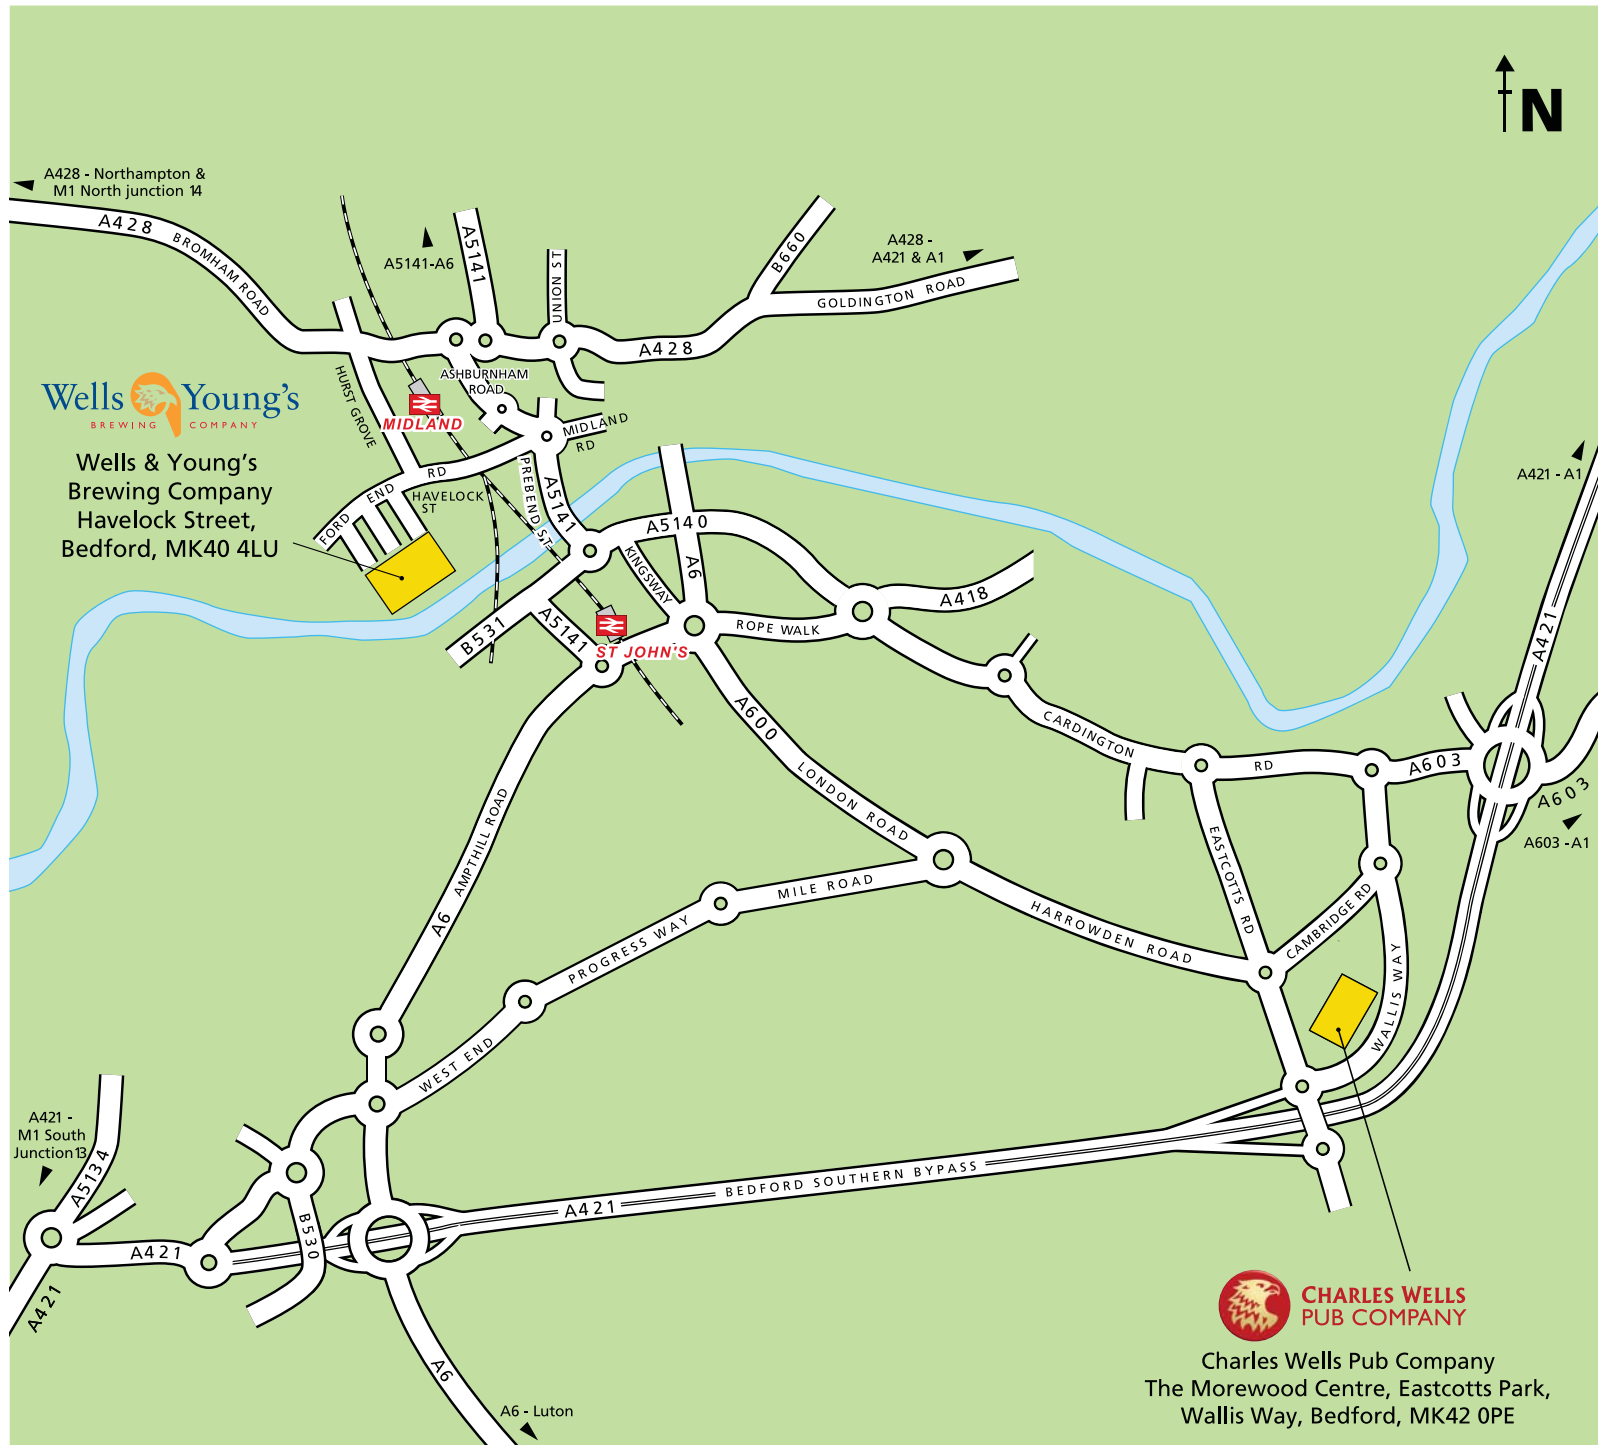 N
A428 - Northampton &
M1 North junction 14
A428
BROMHAM ROAD
A5141-A6
A5141
UNION ST
B660
A428 -
A421 & A1
GOLDINGTON ROAD
A428
HURST GROVE
ASHBURNHAM
ROAD
MIDLAND
MIDLAND
RD
Wells & Young's
BREWING COMPANY
Wells & Young's
Brewing Company
Havelock Street,
Bedford, MK40 4LU
FORD END RD
HAVELOCK
ST
PREBEND ST
A5141
A5140
KINGSWAY
A6
A421 - A1
A421
B531
A5141
ST JOHN'S
ROPE WALK
A418
A600
LONDON ROAD
CARDINGTON RD
A603
A603
A603 - A1
A6
AMPTHILL ROAD
EASTCOTTS RD
MILE ROAD
PROGRESS WAY
HARROWDEN ROAD
CAMBRIDGE RD
WALLIS WAY
WEST END
A421 -
M1 South
Junction 13
A5134
A421
A421
B530
A421
BEDFORD SOUTHERN BYPASS
A6
A6 - Luton
CHARLES WELLS
PUB COMPANY
Charles Wells Pub Company
The Morewood Centre, Eastcotts Park,
Wallis Way, Bedford, MK42 0PE